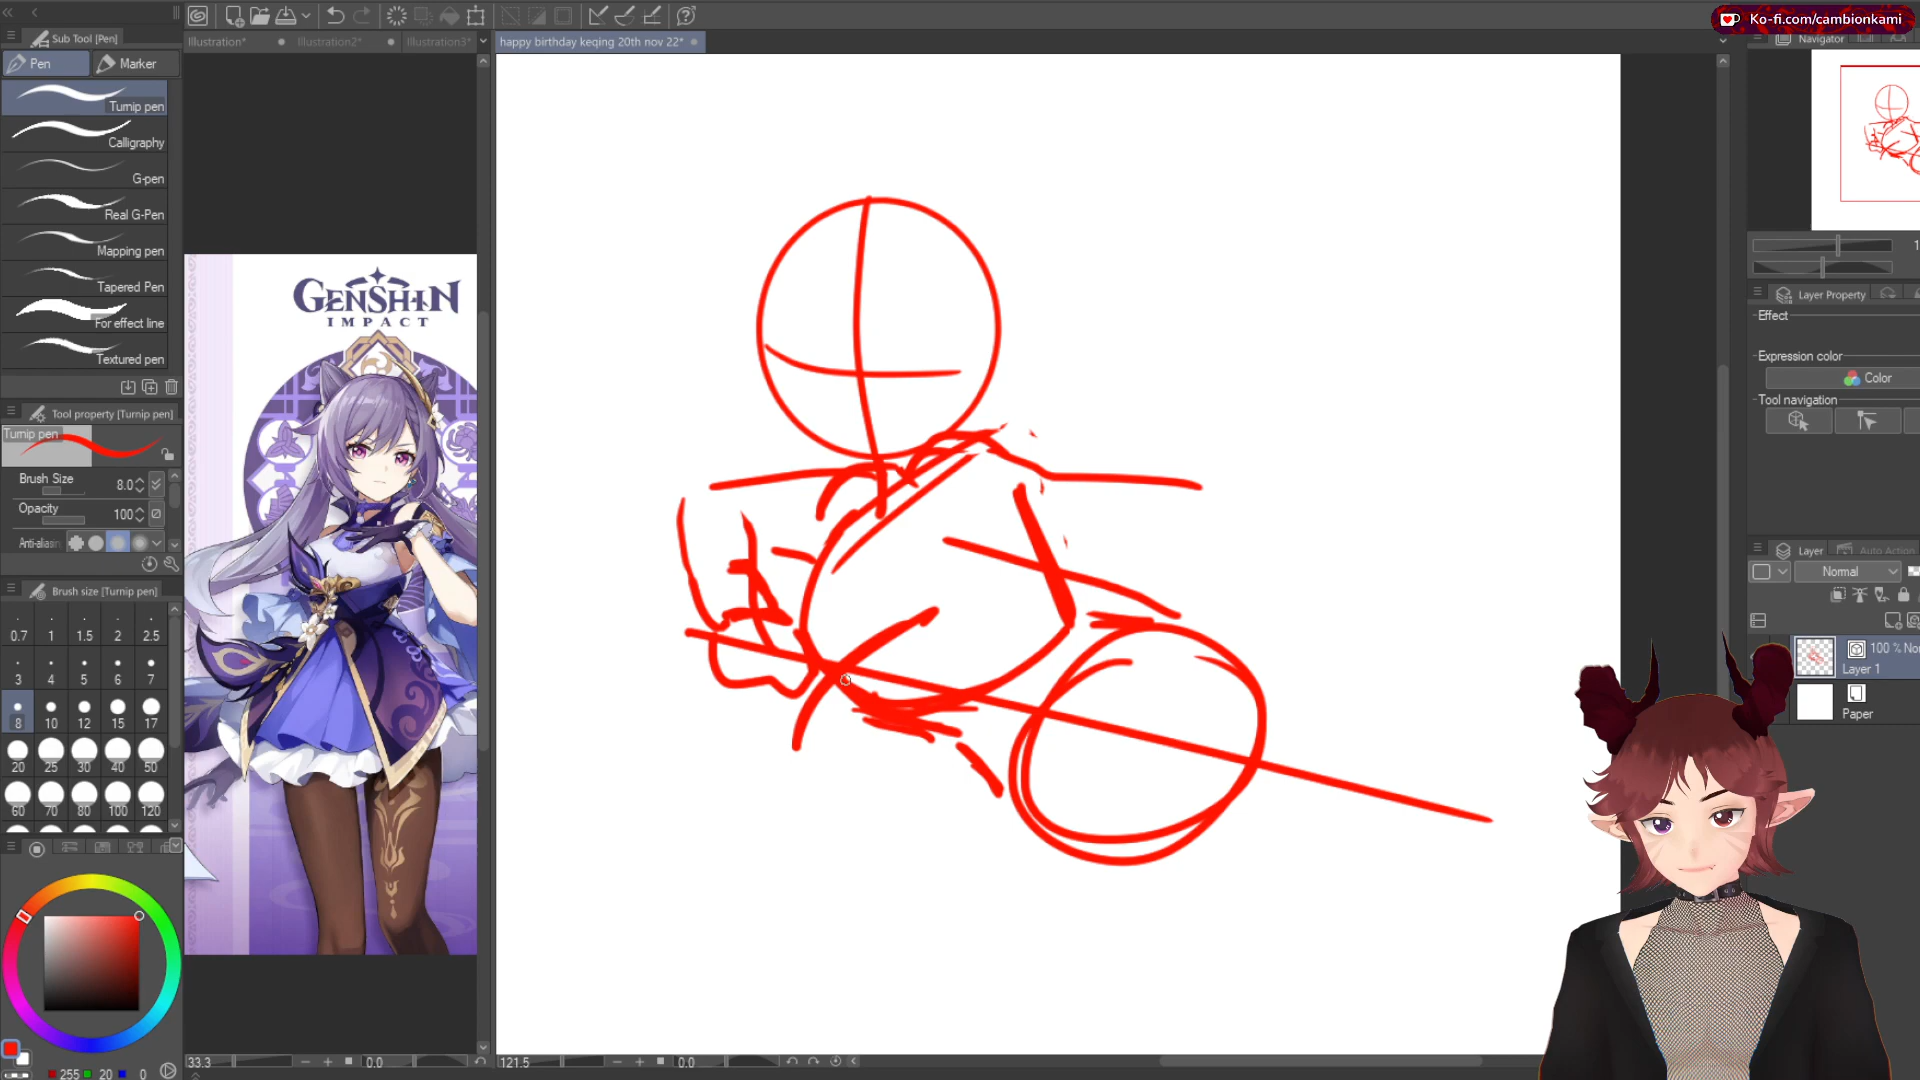 Ko-fi.com/cambionkami
Sub Tool [Pen]
Pen
Marker
Turnip pen
Calligraphy
G-pen
Real G-Pen
Mapping pen
Tapered Pen
For effect line
Textured pen
Tool property [Turnip pen]
Turnip pen
Brush Size
8.0
Opacity
100
Anti-alias
Brush size [Turnip pen]
0.7 1 1.5 2 2.5
3 4 5 6 7
8 10 12 15 17
20 25 30 40 50
60 70 80 100 120
255 20 0
Illustration*
Illustration2*
Illustration3*
happy birthday keqing 20th nov 22*
GENSHIN
IMPACT
33.3
0.0
121.5
0.0
Navigator
1
Layer Property
Effect
Expression color
Color
Tool navigation
Layer
Auto Action
Normal
100 % No
Layer 1
Paper